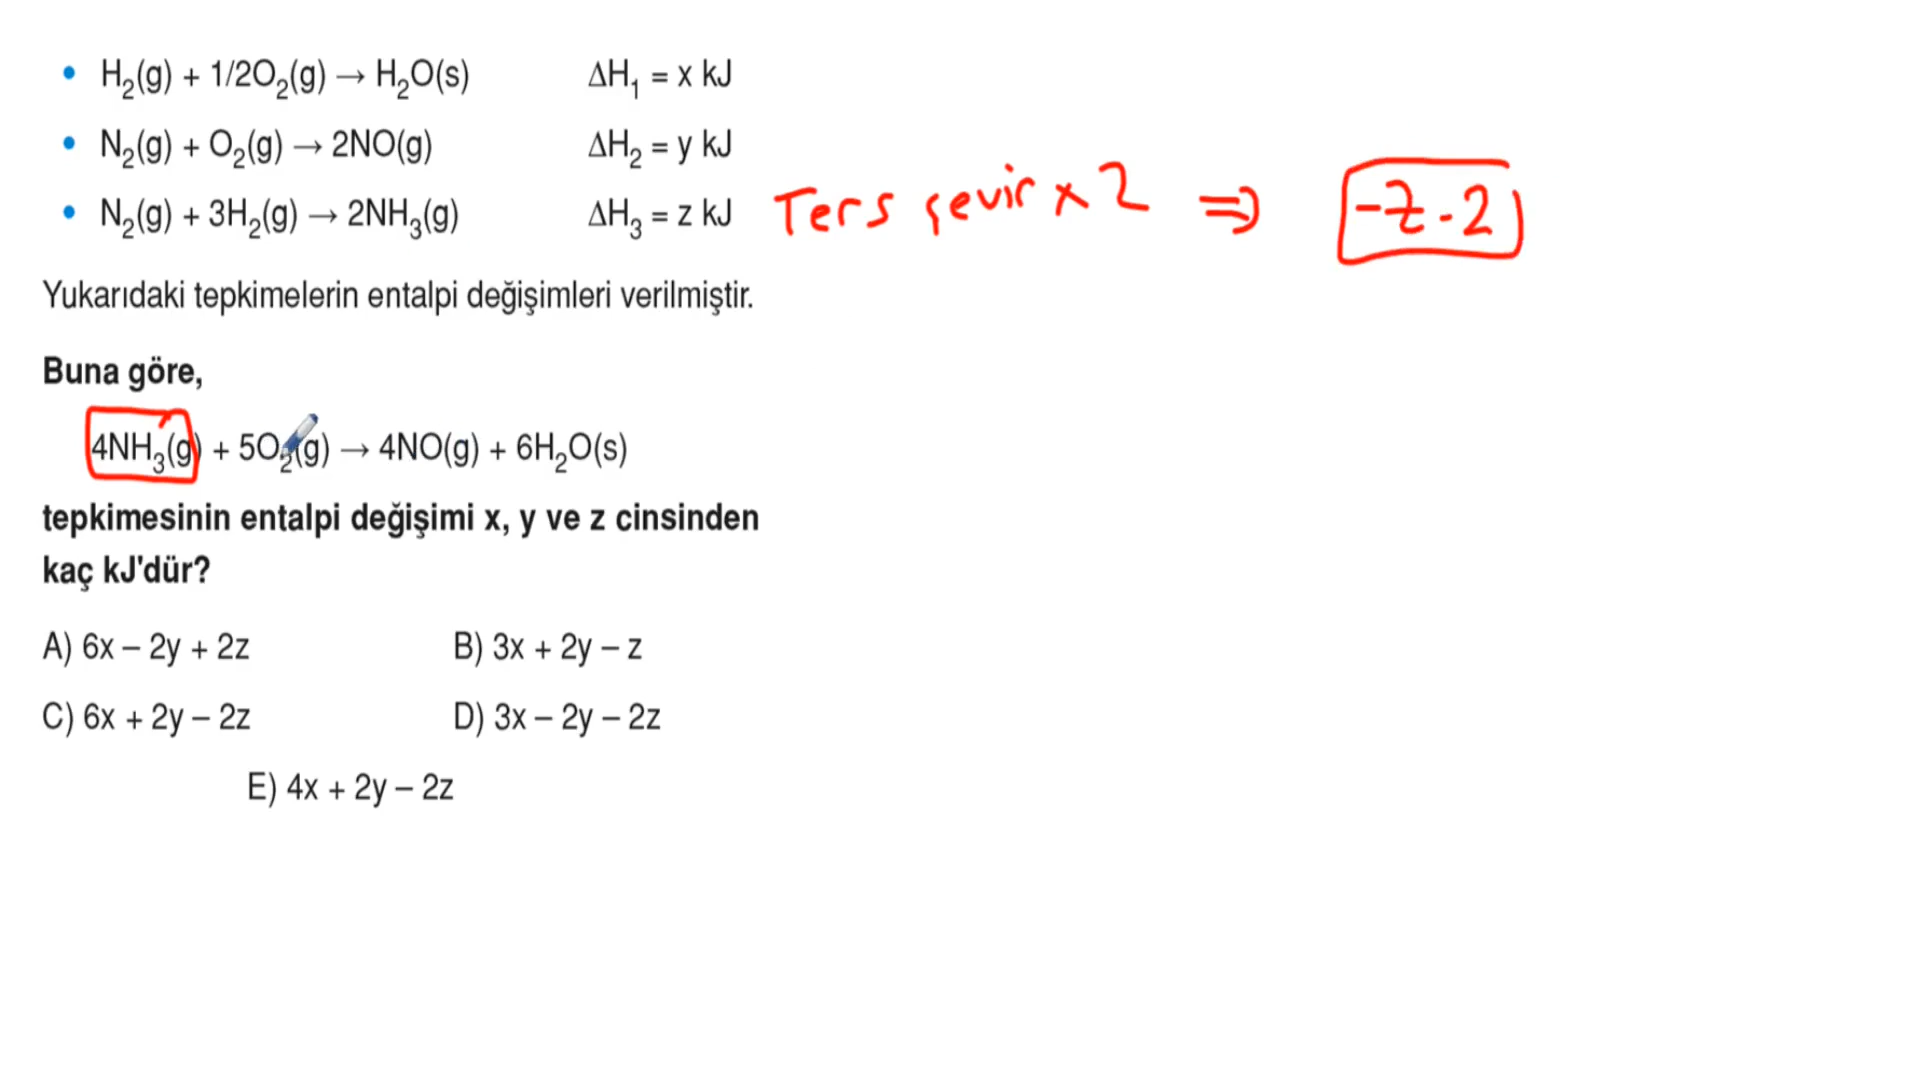 • H₂(g) + 1/2O₂(g) → H₂O(s) ΔH₁ = x kJ
• N₂(g) + O₂(g) → 2NO(g) ΔH₂ = y kJ
• N₂(g) + 3H₂(g) → 2NH₃(g) ΔH₃ = z kJ Ters çevir x 2 ⇒ -z.2
Yukarıdaki tepkimelerin entalpi değişimleri verilmiştir.
Buna göre,
4NH₃(g) + 5O₂(g) → 4NO(g) + 6H₂O(s)
tepkimesinin entalpi değişimi x, y ve z cinsinden
kaç kJ'dür?
A) 6x – 2y + 2z B) 3x + 2y – z
C) 6x + 2y – 2z D) 3x – 2y – 2z
E) 4x + 2y – 2z